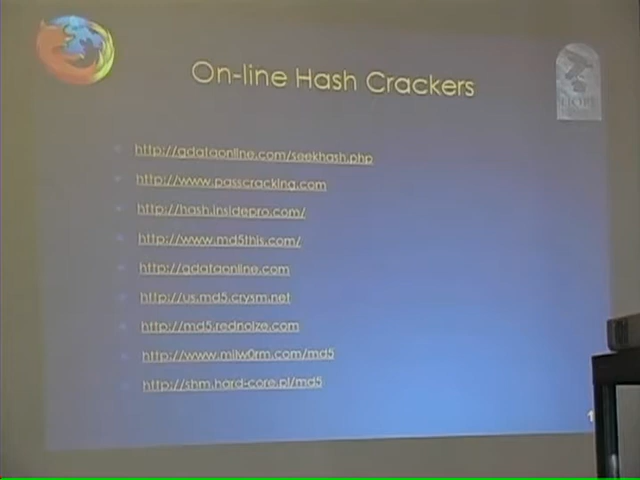 On-line Hash Crackers
HOPE
http://gdataonline.com/seekhash.php
http://www.passcracking.com
http://hash.insidepro.com/
http://www.md5this.com/
http://gdataonline.com
http://us.md5.crysm.net
http://md5.rednoize.com
http://www.milw0rm.com/md5
http://shm.hard-core.pl/md5
1